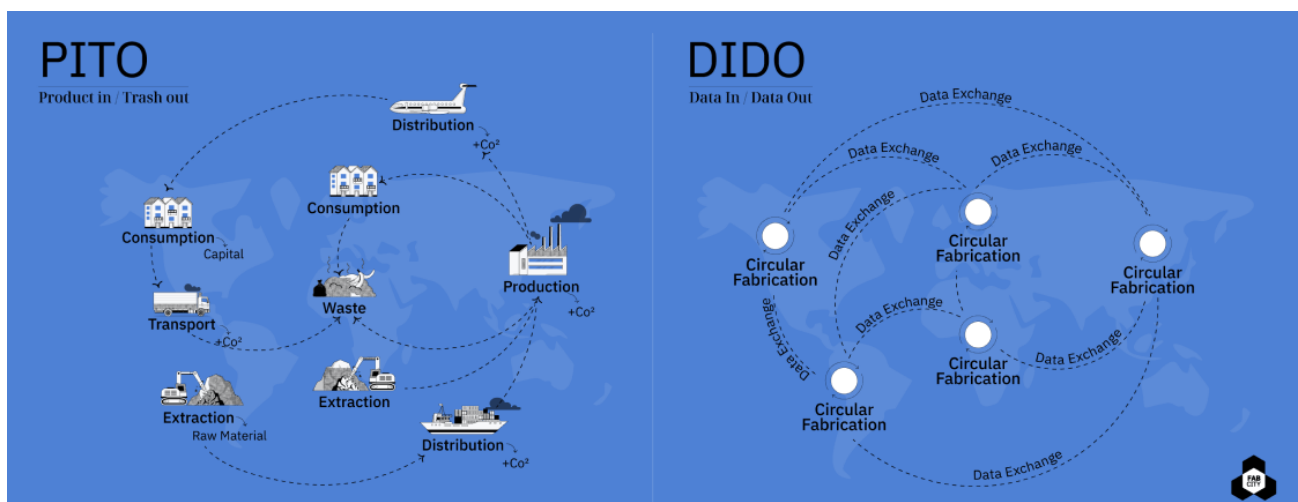 PITO
Product in / Trash out
Distribution
+Co²
Consumption
Consumption
Capital
Production
+Co²
Waste
Transport
+Co²
Extraction
Extraction
Raw Material
Distribution
+Co²
DIDO
Data In / Data Out
Data Exchange
Data Exchange
Data Exchange
Data Exchange
Circular
Fabrication
Circular
Fabrication
Circular
Fabrication
Data Exchange
Data Exchange
Data Exchange
Circular
Fabrication
Circular
Fabrication
Data Exchange
FAB
CITY